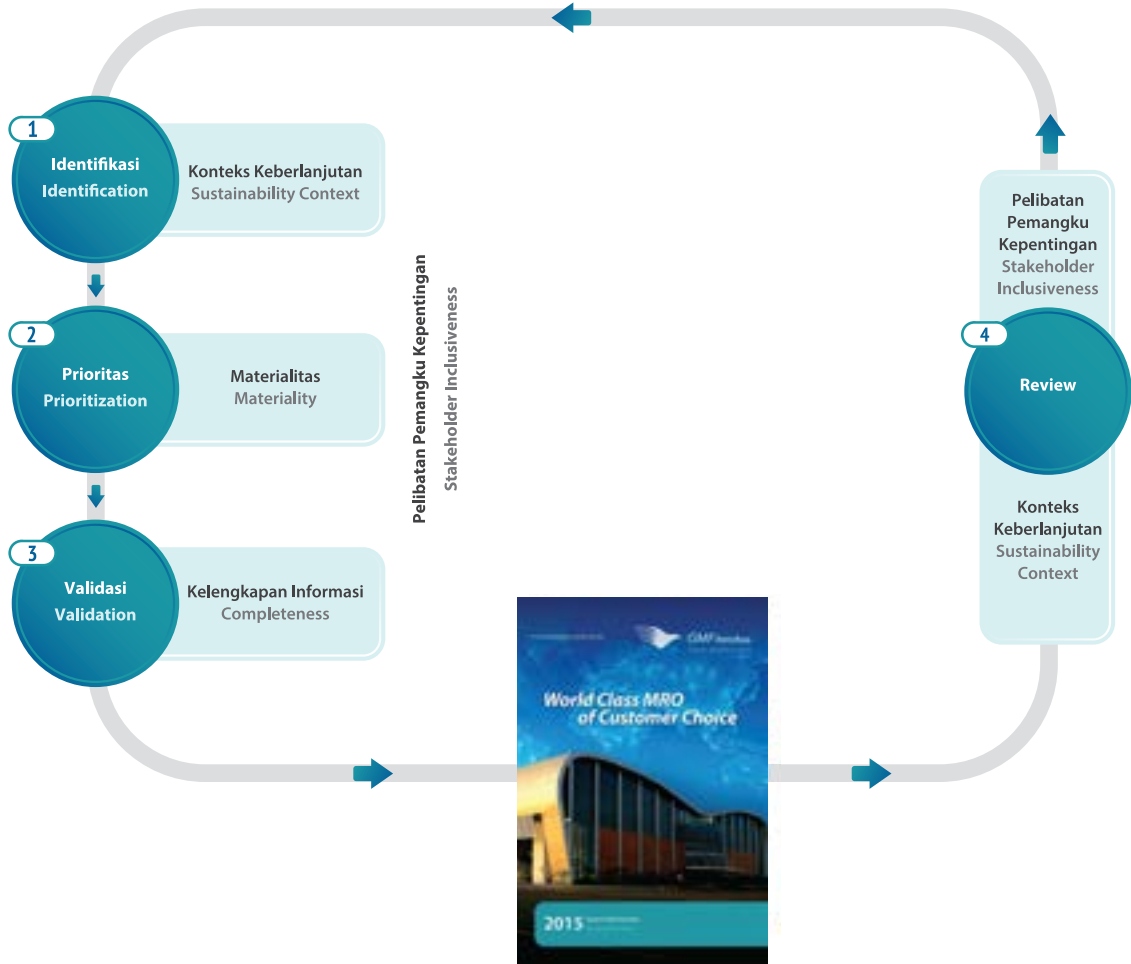 1
Identifikasi
Identification
Konteks Keberlanjutan
Sustainability Context
2
Prioritas
Prioritization
Materialitas
Materiality
3
Validasi
Validation
Kelengkapan Informasi
Completeness
Pelibatan Pemangku Kepentingan
Stakeholder Inclusiveness
GMF AeroAsia
World Class MRO
of Customer Choice
2015
Pelibatan
Pemangku
Kepentingan
Stakeholder
Inclusiveness
4
Review
Konteks
Keberlanjutan
Sustainability
Context